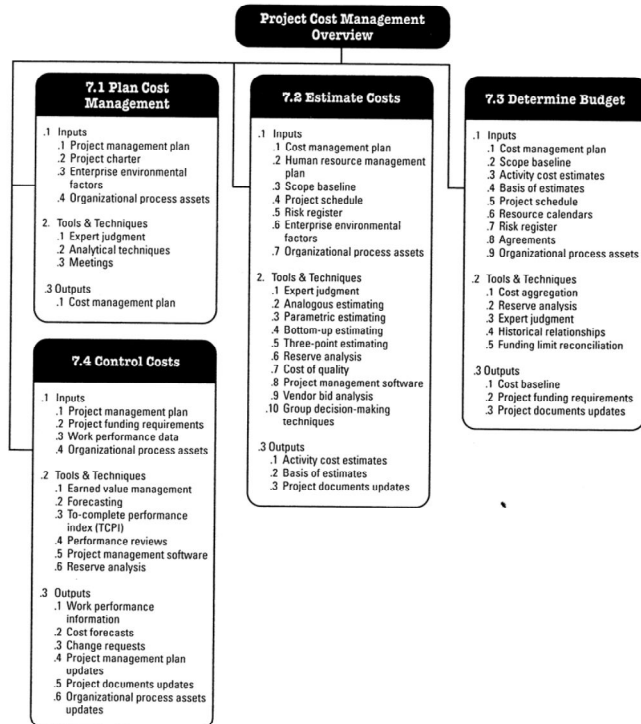 Project Cost Management
Overview
7.1 Plan Cost
Management
.1 Inputs
.1 Project management plan
.2 Project charter
.3 Enterprise environmental
factors
.4 Organizational process assets
2. Tools & Techniques
.1 Expert judgment
.2 Analytical techniques
.3 Meetings
.3 Outputs
.1 Cost management plan
7.2 Estimate Costs
.1 Inputs
.1 Cost management plan
.2 Human resource management
plan
.3 Scope baseline
.4 Project schedule
.5 Risk register
.6 Enterprise environmental
factors
.7 Organizational process assets
2. Tools & Techniques
.1 Expert judgment
.2 Analogous estimating
.3 Parametric estimating
.4 Bottom-up estimating
.5 Three-point estimating
.6 Reserve analysis
.7 Cost of quality
.8 Project management software
.9 Vendor bid analysis
.10 Group decision-making
techniques
.3 Outputs
.1 Activity cost estimates
.2 Basis of estimates
.3 Project documents updates
7.3 Determine Budget
.1 Inputs
.1 Cost management plan
.2 Scope baseline
.3 Activity cost estimates
.4 Basis of estimates
.5 Project schedule
.6 Resource calendars
.7 Risk register
.8 Agreements
.9 Organizational process assets
.2 Tools & Techniques
.1 Cost aggregation
.2 Reserve analysis
.3 Expert judgment
.4 Historical relationships
.5 Funding limit reconciliation
.3 Outputs
.1 Cost baseline
.2 Project funding requirements
.3 Project documents updates
7.4 Control Costs
.1 Inputs
.1 Project management plan
.2 Project funding requirements
.3 Work performance data
.4 Organizational process assets
.2 Tools & Techniques
.1 Earned value management
.2 Forecasting
.3 To-complete performance
index (TCPI)
.4 Performance reviews
.5 Project management software
.6 Reserve analysis
.3 Outputs
.1 Work performance
information
.2 Cost forecasts
.3 Change requests
.4 Project management plan
updates
.5 Project documents updates
.6 Organizational process assets
updates